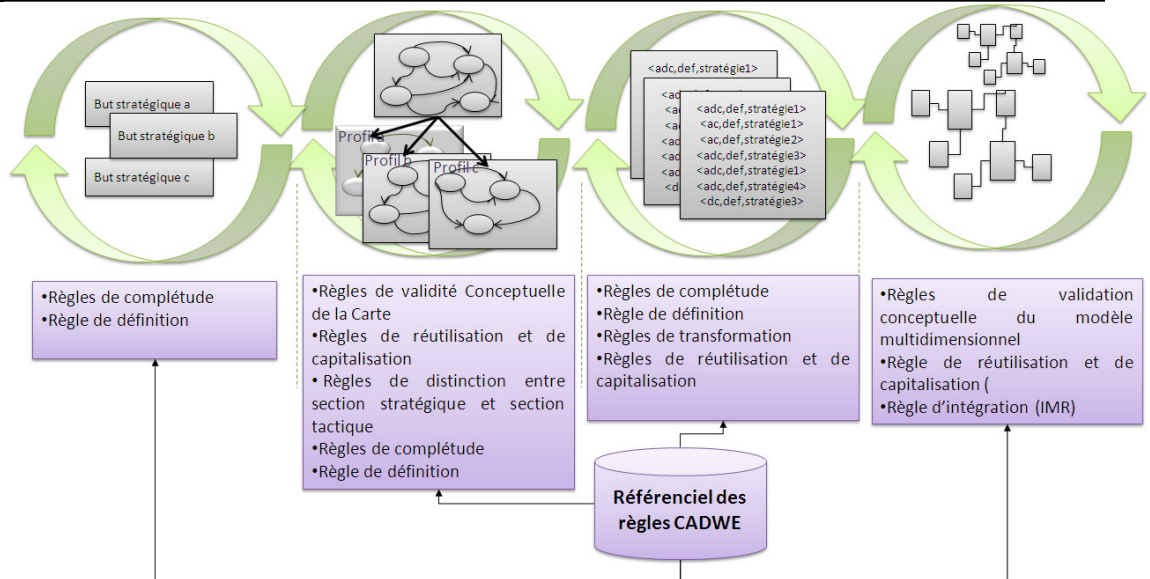 But stratégique a
But stratégique b
But stratégique c
Profil a
Profil b
Profil c
<adc,def,stratégie1>
<ad
<ac
<a
<ac
<ac
<d
<adc,def,stratégie1>
<ac,def,stratégie1>
<ac,def,stratégie2>
<adc,def,stratégie3>
<adc,def,stratégie1>
<adc,def,stratégie4>
<dc,def,stratégie3>
•Règles de complétude
•Règle de définition
•Règles de validité Conceptuelle
de la Carte
•Règles de réutilisation et de
capitalisation
• Règles de distinction entre
section stratégique et section
tactique
•Règles de complétude
•Règle de définition
•Règles de complétude
•Règle de définition
•Règles de transformation
•Règles de réutilisation et de
capitalisation
•Règles de validation
conceptuelle du modèle
multidimensionnel
•Règle de réutilisation et de
capitalisation (
•Règle d'intégration (IMR)
Référenciel des
règles CADWE